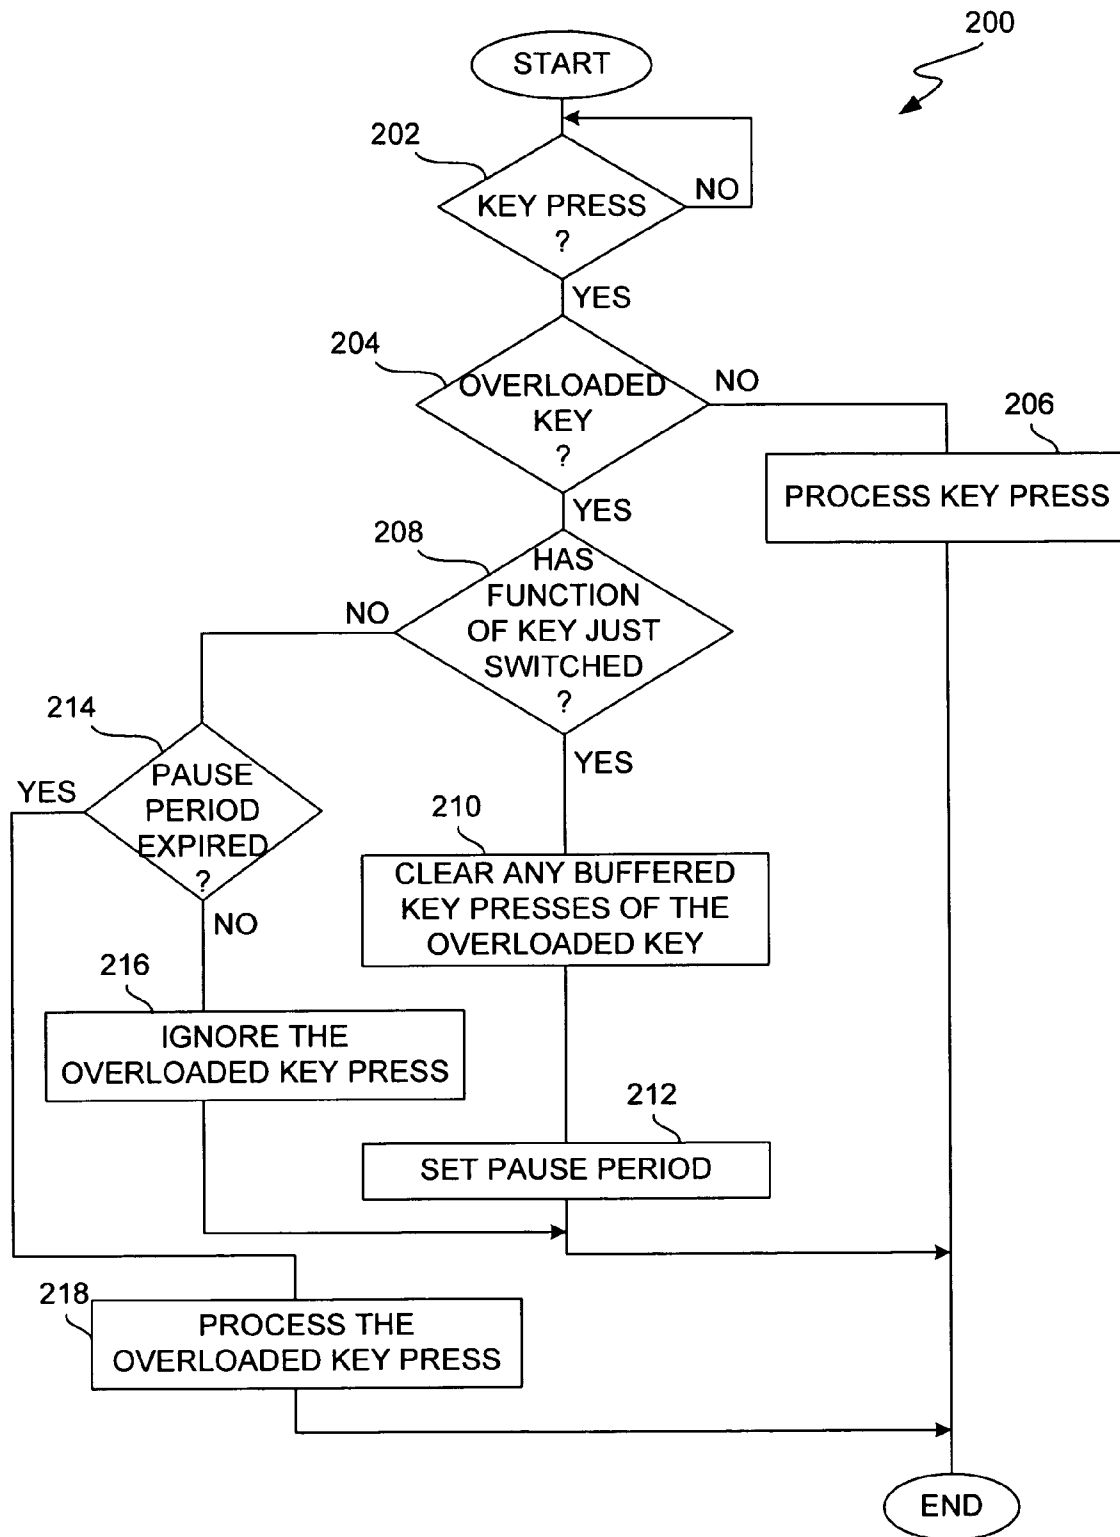 200
START
202
KEY PRESS
?
NO
YES
204
OVERLOADED
KEY
?
NO
206
PROCESS KEY PRESS
YES
208
HAS
FUNCTION
OF KEY JUST
SWITCHED
?
NO
YES
214
PAUSE
PERIOD
EXPIRED
?
YES
NO
210
CLEAR ANY BUFFERED
KEY PRESSES OF THE
OVERLOADED KEY
216
IGNORE THE
OVERLOADED KEY PRESS
212
SET PAUSE PERIOD
218
PROCESS THE
OVERLOADED KEY PRESS
END